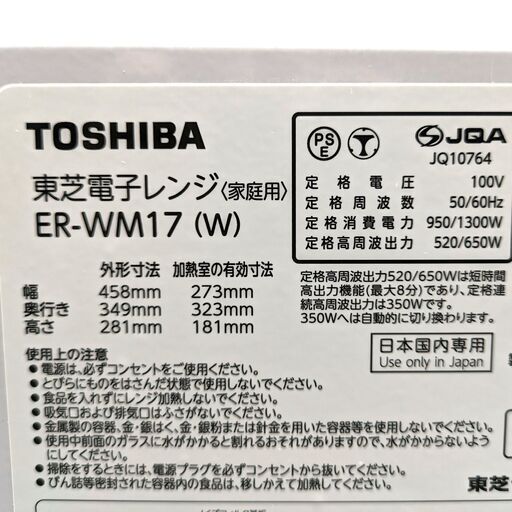 TOSHIBA
東芝電子レンジ〈家庭用〉
ER-WM17 (W)
外形寸法 加熱室の有効寸法
幅 458mm 273mm
奥行き 349mm 323mm
高さ 281mm 181mm
PS
E
JQA
JQ10764
定格電圧 100V
定格周波数 50/60Hz
定格消費電力 950/1300W
定格高周波出力 520/650W
定格高周波出力520/650Wは短時間
高出力機能(最大8分)であり、定格連
続高周波出力は350Wです。
350Wへは自動的に切り換わります。
日本国内専用
Use only in Japan
使用上の注意
● 電源は、必ずコンセントをご使用ください。
● とびらにものをはさんだ状態で使用しないでください。
● 食品を入れずにレンジ加熱しないでください。
● 吸気口および排気口はふさがないでください。
● 金属製の容器、金・銀はく、金・銀粉または針金を用いた容器等を使用しないでください。
● 使用中前面のガラスに水がかかると割れるおそれがありますので、水がかからないよう
にしてください。
● 掃除をするときには、電源プラグを必ずコンセントから抜いてください。
● びん詰等の密封された容器内の食品は、移しかえて加熱してください。
東芝